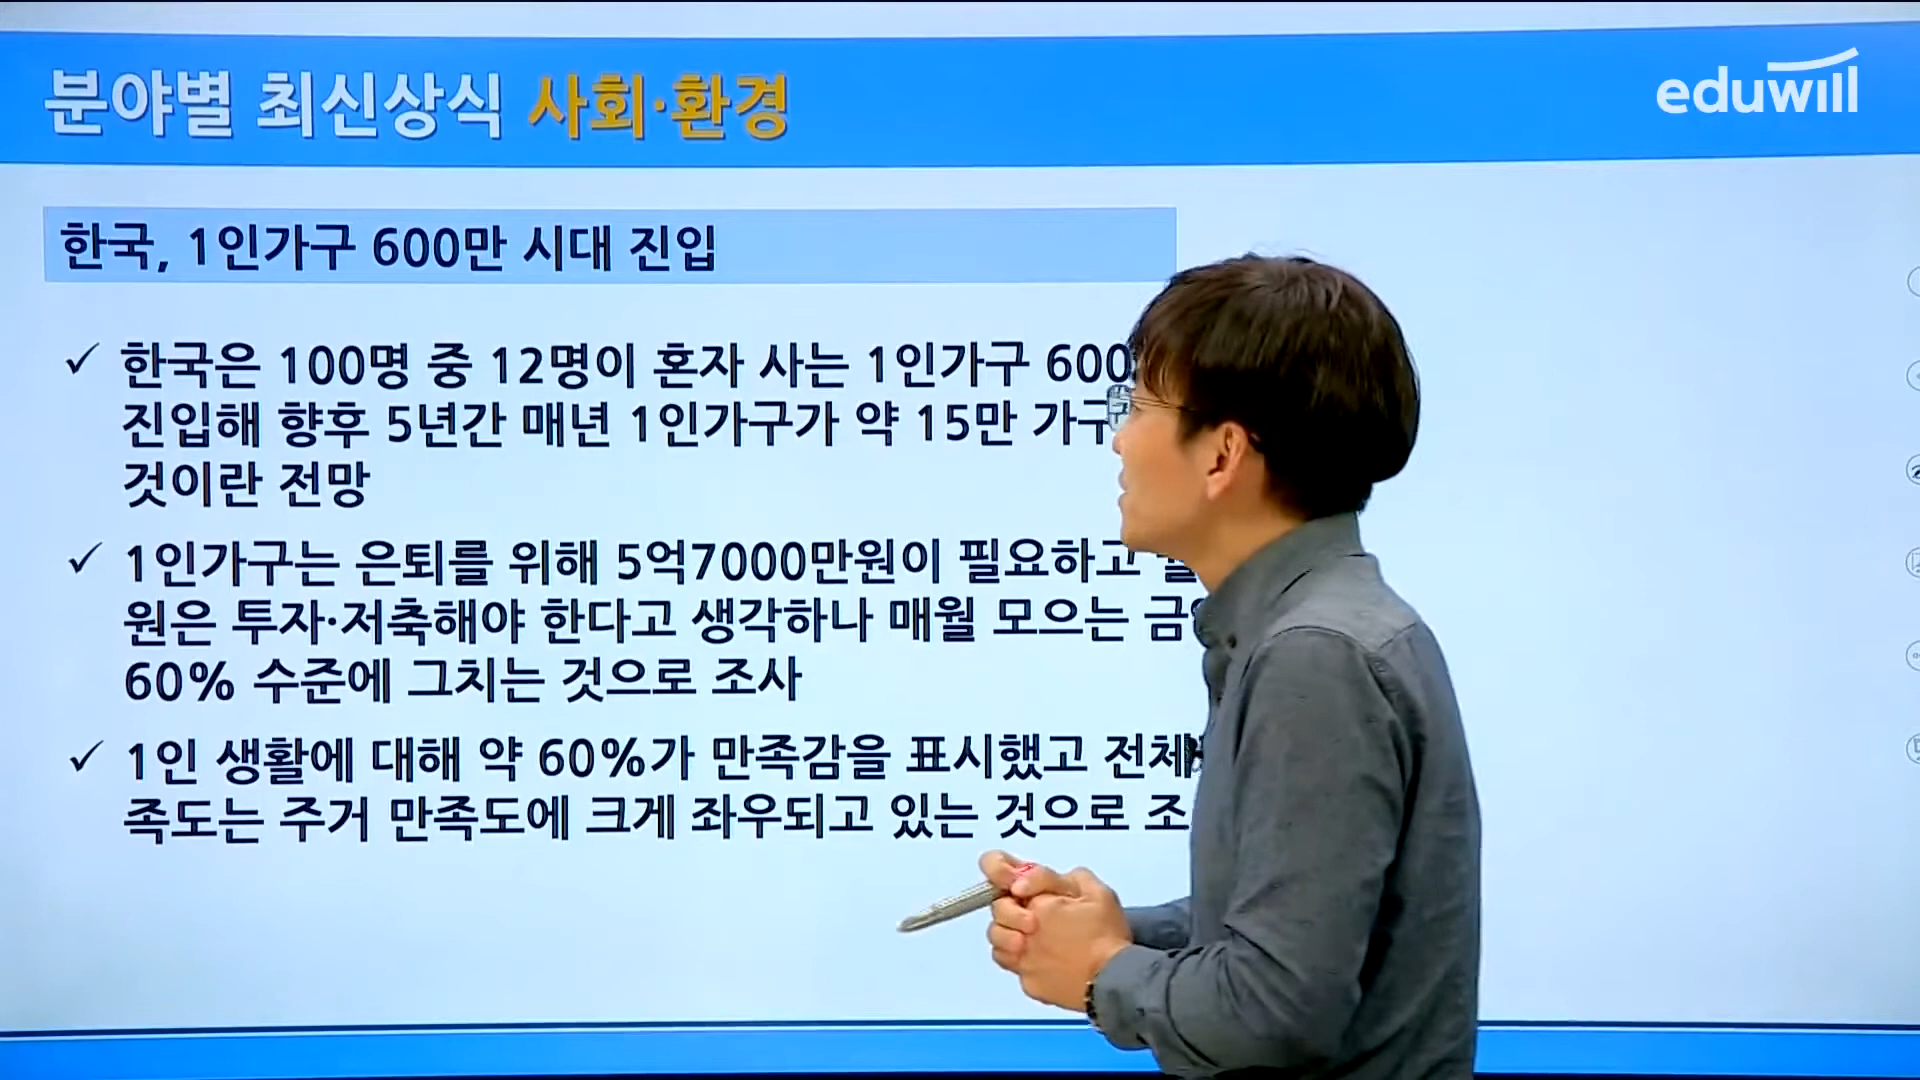 분야별 최신상식 사회·환경
eduwill
한국, 1인가구 600만 시대 진입
✓ 한국은 100명 중 12명이 혼자 사는 1인가구 600
진입해 향후 5년간 매년 1인가구가 약 15만 가구
것이란 전망
✓ 1인가구는 은퇴를 위해 5억7000만원이 필요하고
원은 투자·저축해야 한다고 생각하나 매월 모으는
60% 수준에 그치는 것으로 조사
✓ 1인 생활에 대해 약 60%가 만족감을 표시했고 전체
족도는 주거 만족도에 크게 좌우되고 있는 것으로